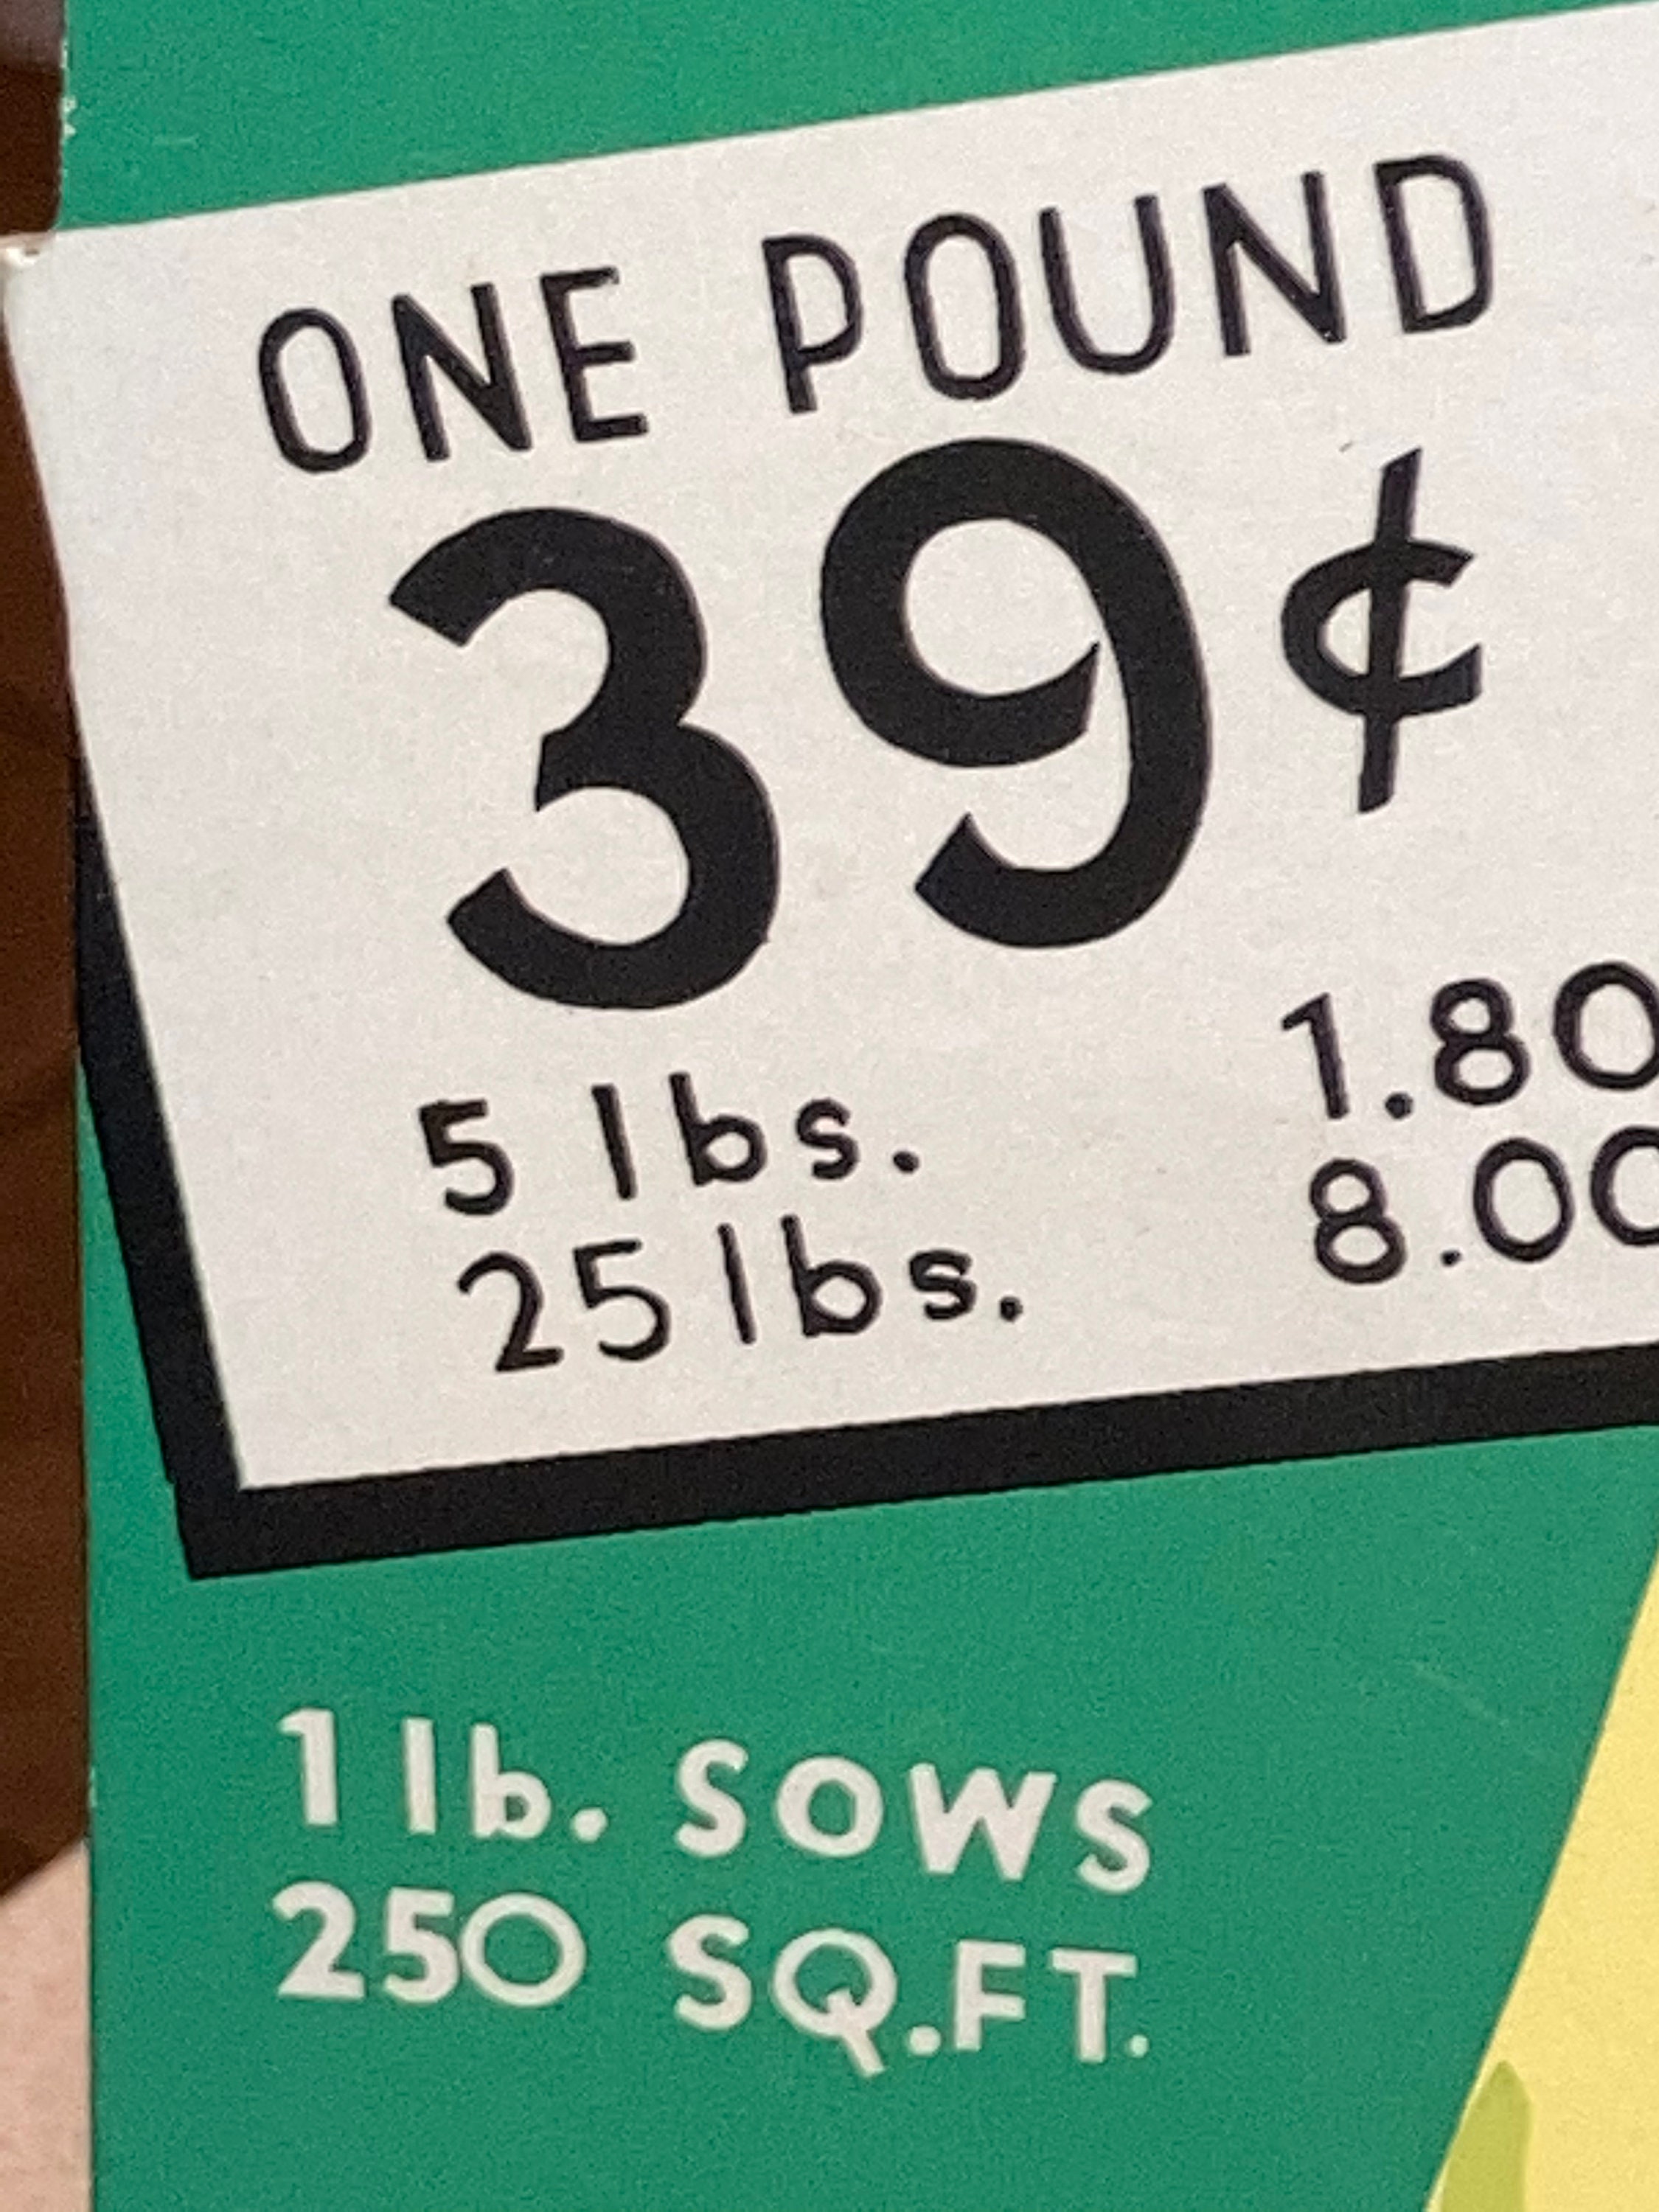 ONE POUND
39¢
5 lbs. 1.80
25 lbs. 8.00
1 lb. SOWS
250 SQ.FT.